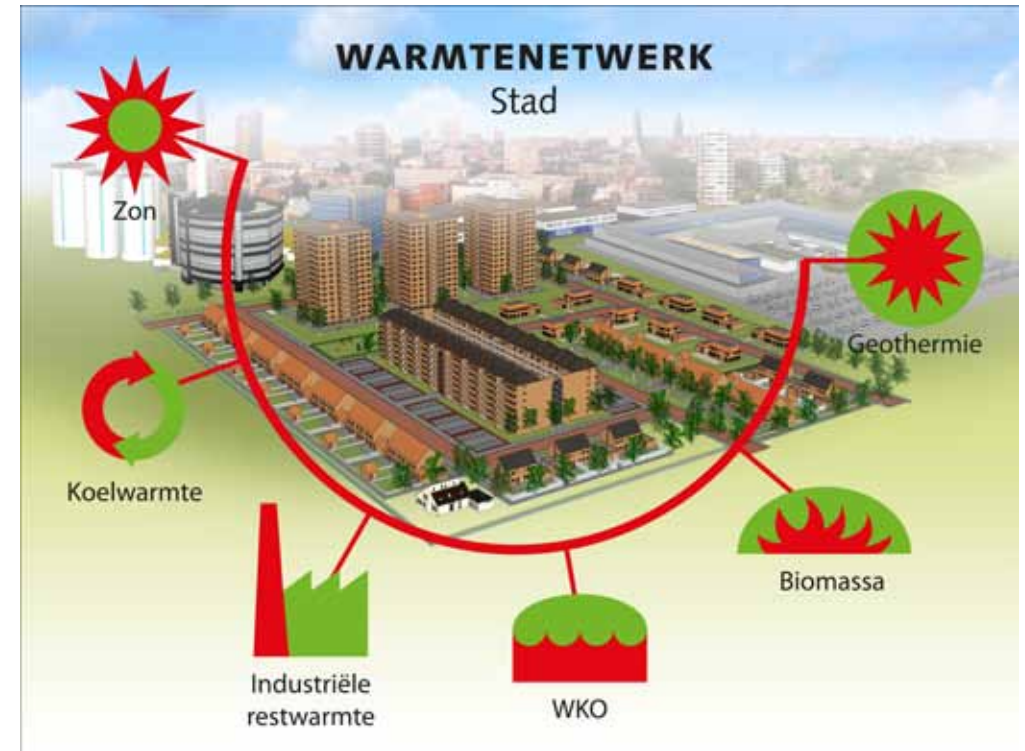 WARMTENETWERK
Stad
Zon
Geothermie
Koelwarmte
Biomassa
Industriële
restwarmte
WKO